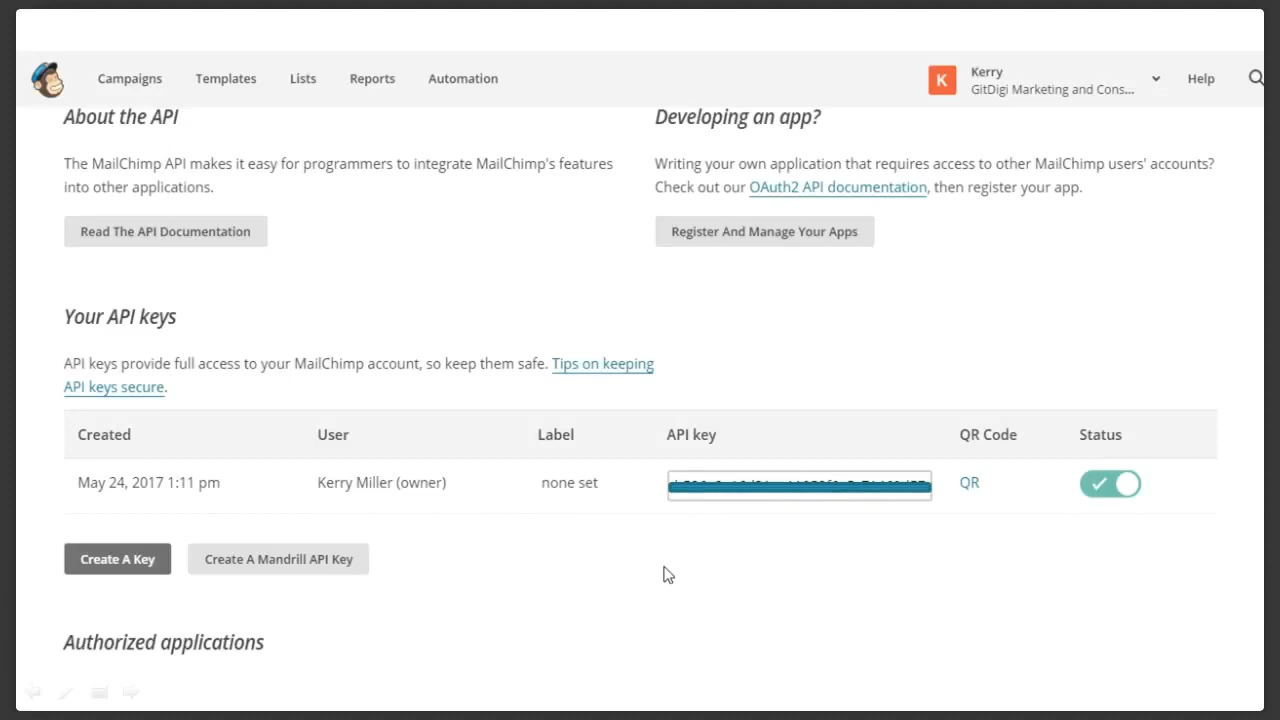 Campaigns Templates Lists Reports Automation
K Kerry Help
GitDigi Marketing and Cons...
About the API
The MailChimp API makes it easy for programmers to integrate MailChimp's features
into other applications.
Read The API Documentation
Developing an app?
Writing your own application that requires access to other MailChimp users' accounts?
Check out our OAuth2 API documentation, then register your app.
Register And Manage Your Apps
Your API keys
API keys provide full access to your MailChimp account, so keep them safe. Tips on keeping
API keys secure.
Created User Label API key QR Code Status
May 24, 2017 1:11 pm Kerry Miller (owner) none set QR
Create A Key Create A Mandrill API Key
Authorized applications